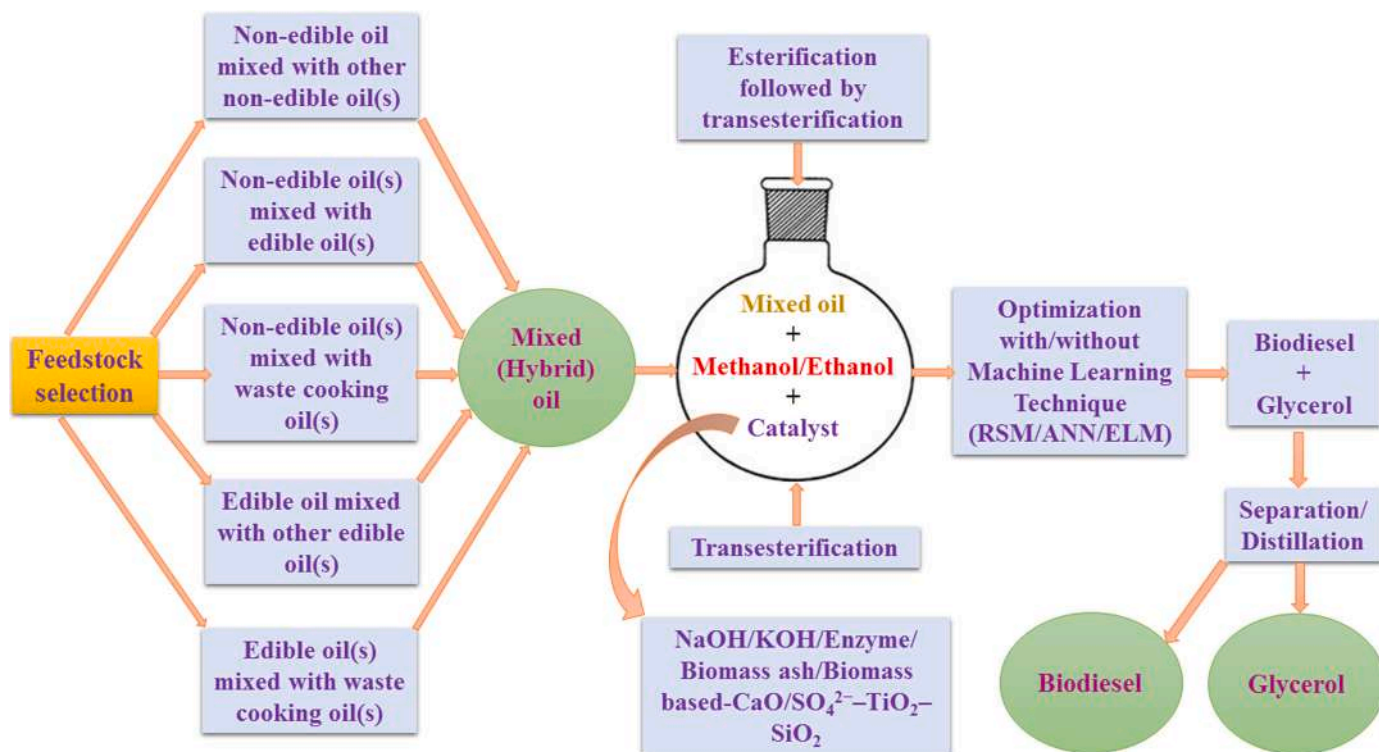 Non-edible oil
mixed with other
non-edible oil(s)
Non-edible oil(s)
mixed with
edible oil(s)
Feedstock
selection
Non-edible oil(s)
mixed with
waste cooking
oil(s)
Edible oil mixed
with other edible
oil(s)
Edible oil(s)
mixed with waste
cooking oil(s)
Mixed
(Hybrid)
oil
Esterification
followed by
transesterification
Mixed oil
+
Methanol/Ethanol
+
Catalyst
Transesterification
NaOH/KOH/Enzyme/
Biomass ash/Biomass
based-CaO/SO₄²⁻–TiO₂–
SiO₂
Optimization
with/without
Machine Learning
Technique
(RSM/ANN/ELM)
Biodiesel
+
Glycerol
Separation/
Distillation
Biodiesel
Glycerol